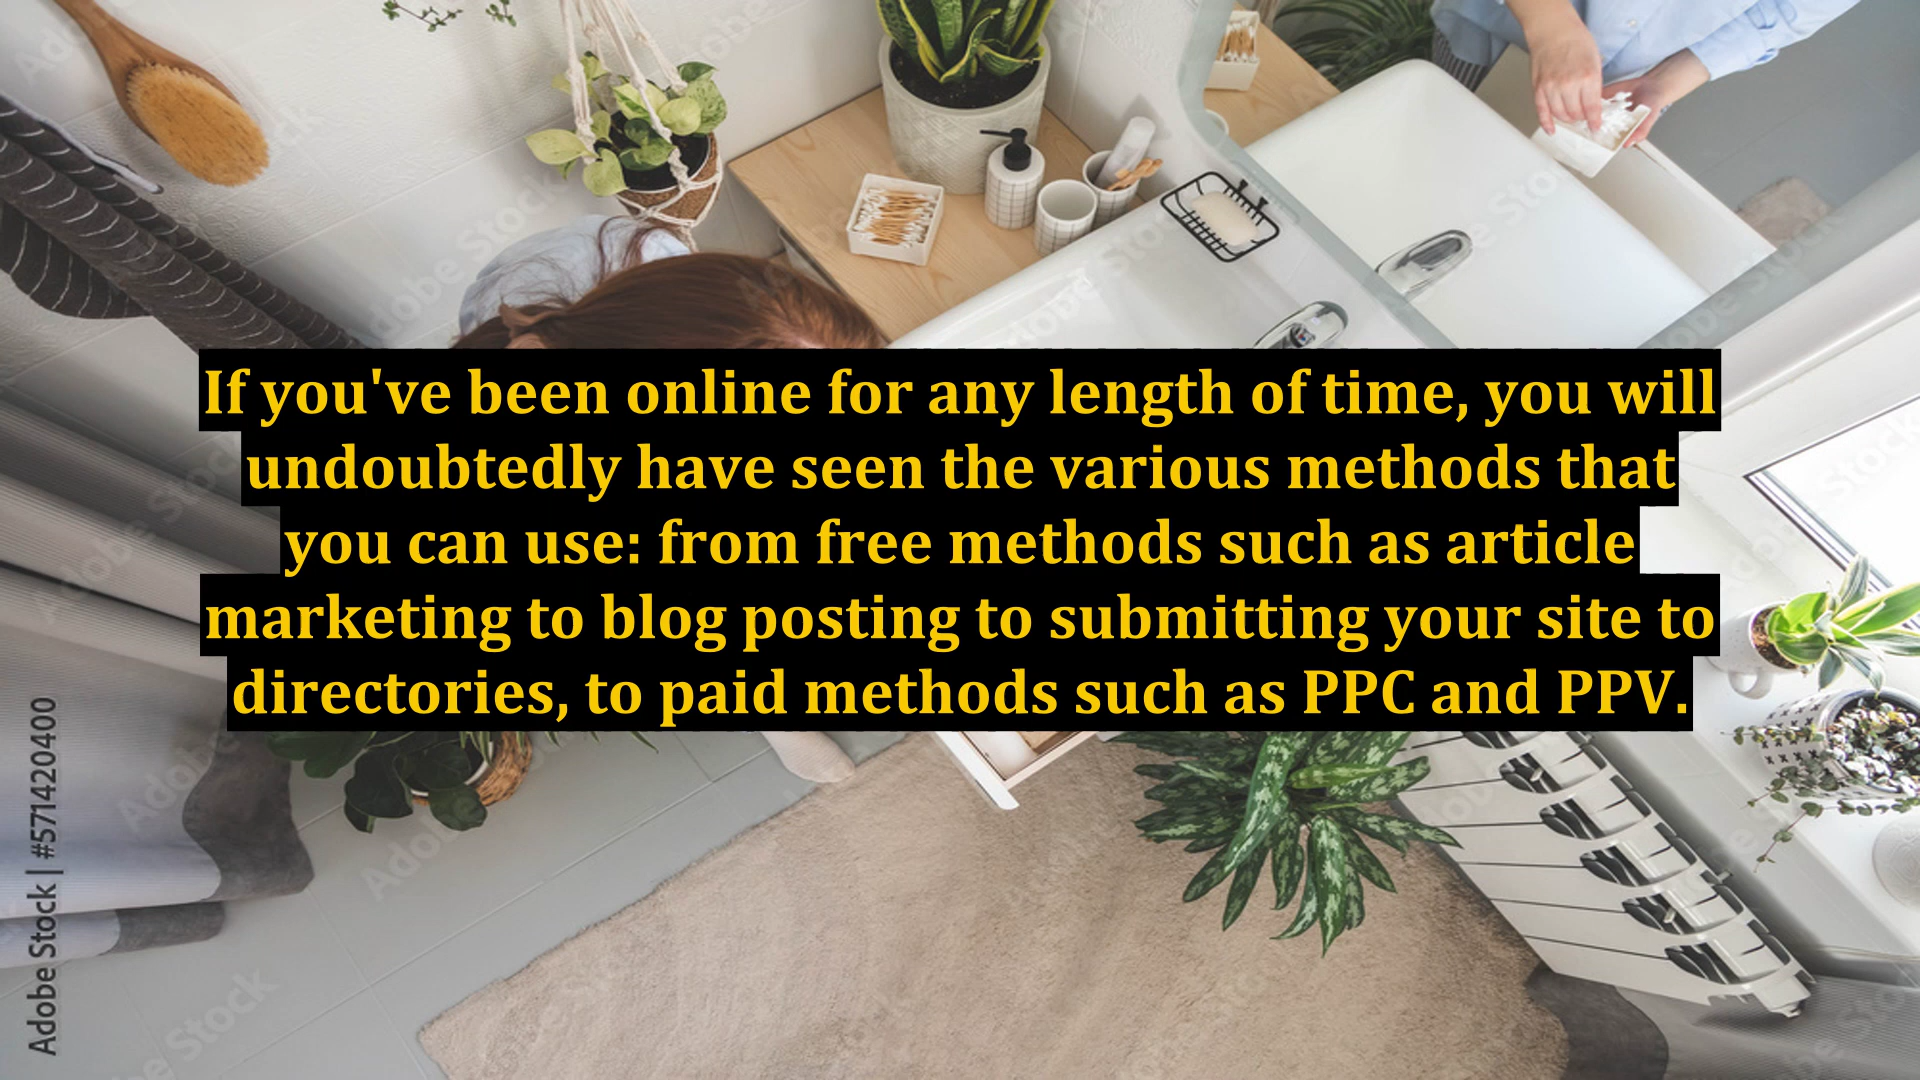 If you've been online for any length of time, you will
undoubtedly have seen the various methods that
you can use: from free methods such as article
marketing to blog posting to submitting your site to
directories, to paid methods such as PPC and PPV.
Adobe Stock | #571420400